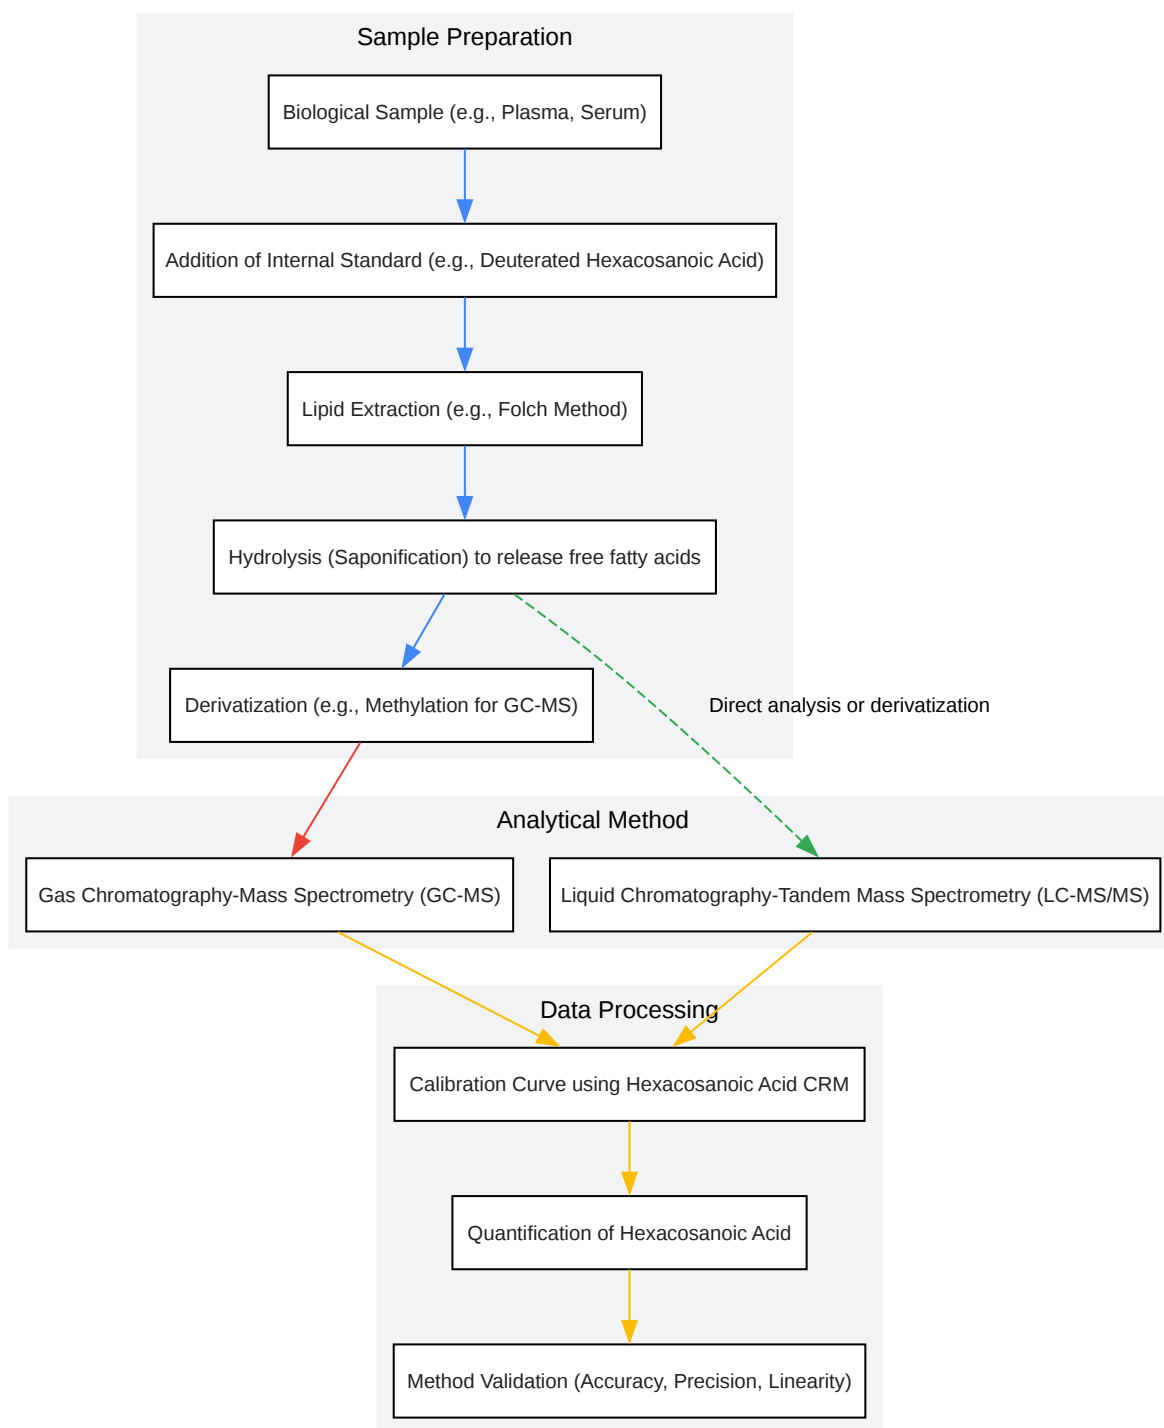 Sample Preparation
Biological Sample (e.g., Plasma, Serum)
Addition of Internal Standard (e.g., Deuterated Hexacosanoic Acid)
Lipid Extraction (e.g., Folch Method)
Hydrolysis (Saponification) to release free fatty acids
Derivatization (e.g., Methylation for GC-MS)
Direct analysis or derivatization
Analytical Method
Gas Chromatography-Mass Spectrometry (GC-MS)
Liquid Chromatography-Tandem Mass Spectrometry (LC-MS/MS)
Data Processing
Calibration Curve using Hexacosanoic Acid CRM
Quantification of Hexacosanoic Acid
Method Validation (Accuracy, Precision, Linearity)